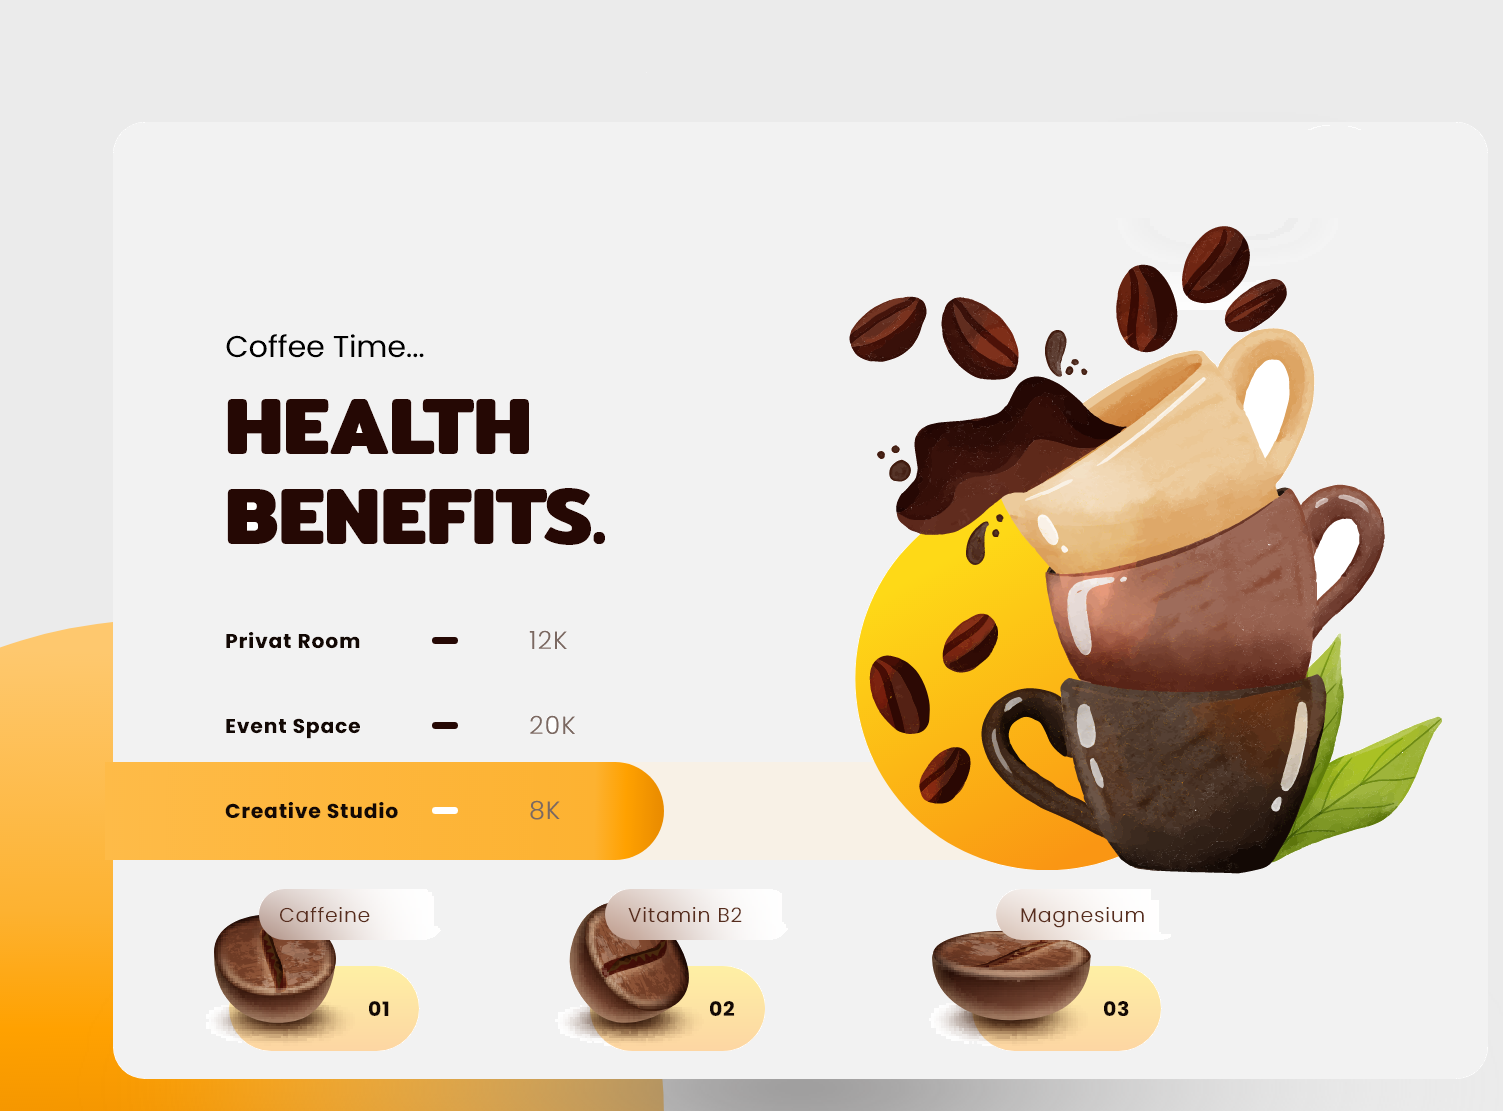 Coffee Time...
HEALTH
BENEFITS.
Privat Room - 12K
Event Space - 20K
Creative Studio - 8K
Caffeine
01
Vitamin B2
02
Magnesium
03